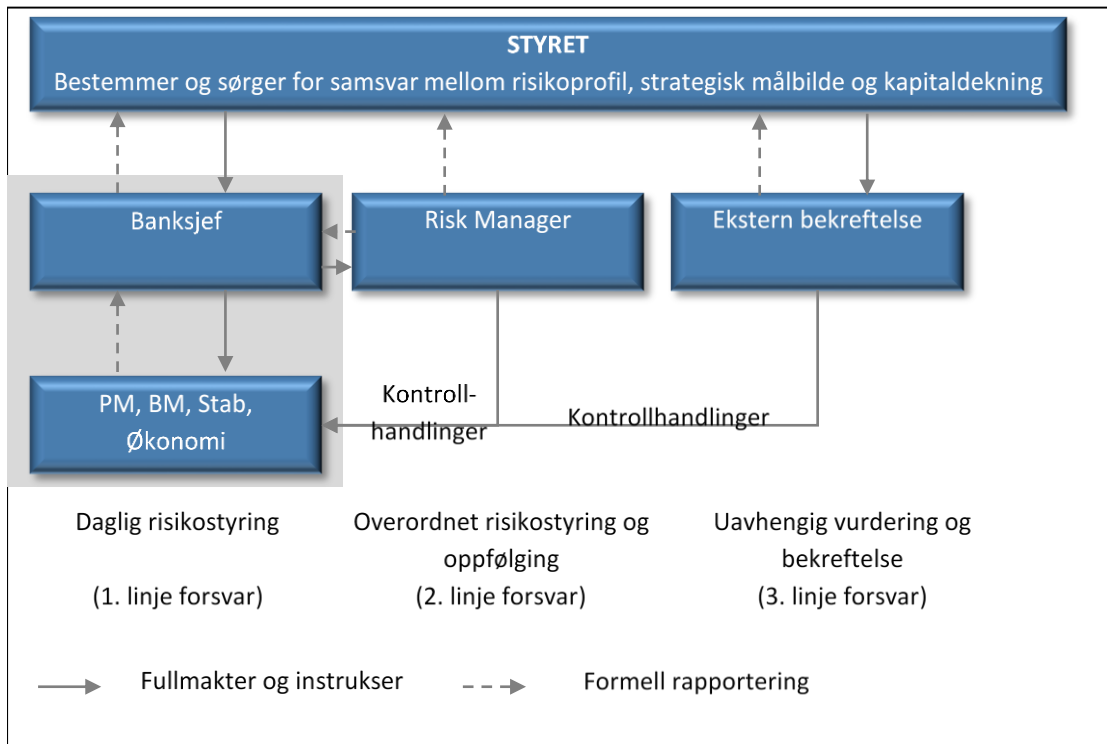 STYRET
Bestemmer og sørger for samsvar mellom risikoprofil, strategisk målbilde og kapitaldekning
Banksjef
Risk Manager
Ekstern bekreftelse
PM, BM, Stab,
Økonomi
Kontroll-
handlinger
Kontrollhandlinger
Daglig risikostyring
(1. linje forsvar)
Overordnet risikostyring og
oppfølging
(2. linje forsvar)
Uavhengig vurdering og
bekreftelse
(3. linje forsvar)
Fullmakter og instrukser
Formell rapportering